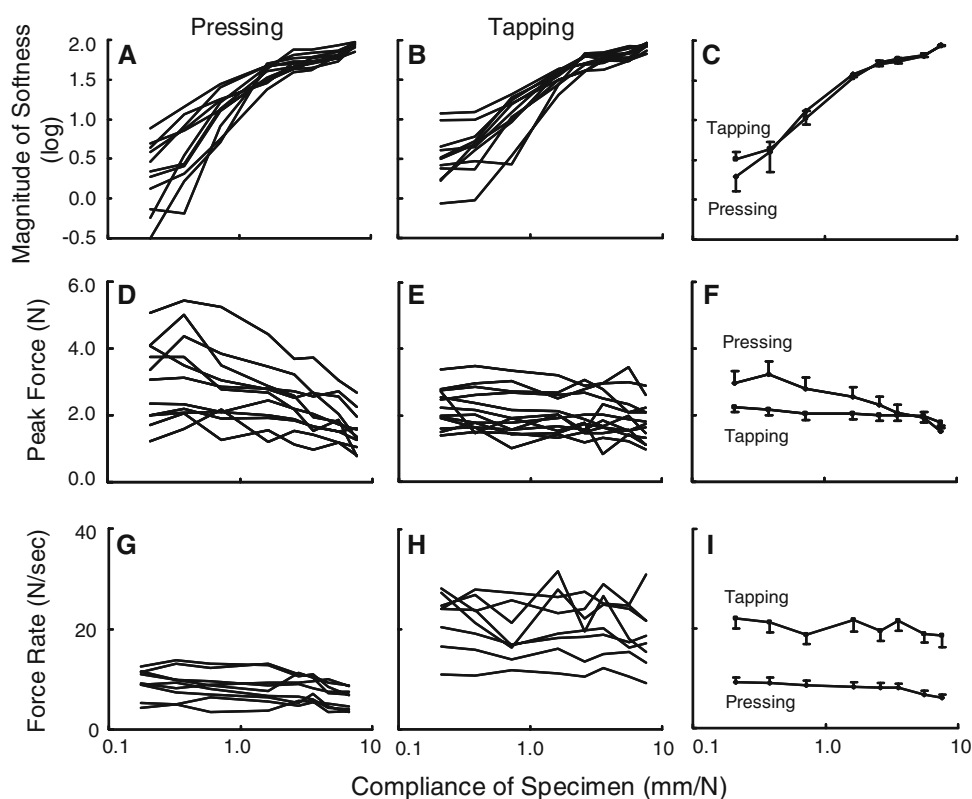 Pressing
Tapping
Magnitude of Softness
(log)
2.0
1.5
1.0
0.5
0.0
-0.5
A
B
C
Tapping
Pressing
Peak Force (N)
6.0
4.0
2.0
0.0
D
E
F
Pressing
Tapping
Force Rate (N/sec)
40
20
0
G
H
I
Tapping
Pressing
0.1 1.0 10
0.1 1.0 10
0.1 1.0 10
Compliance of Specimen (mm/N)